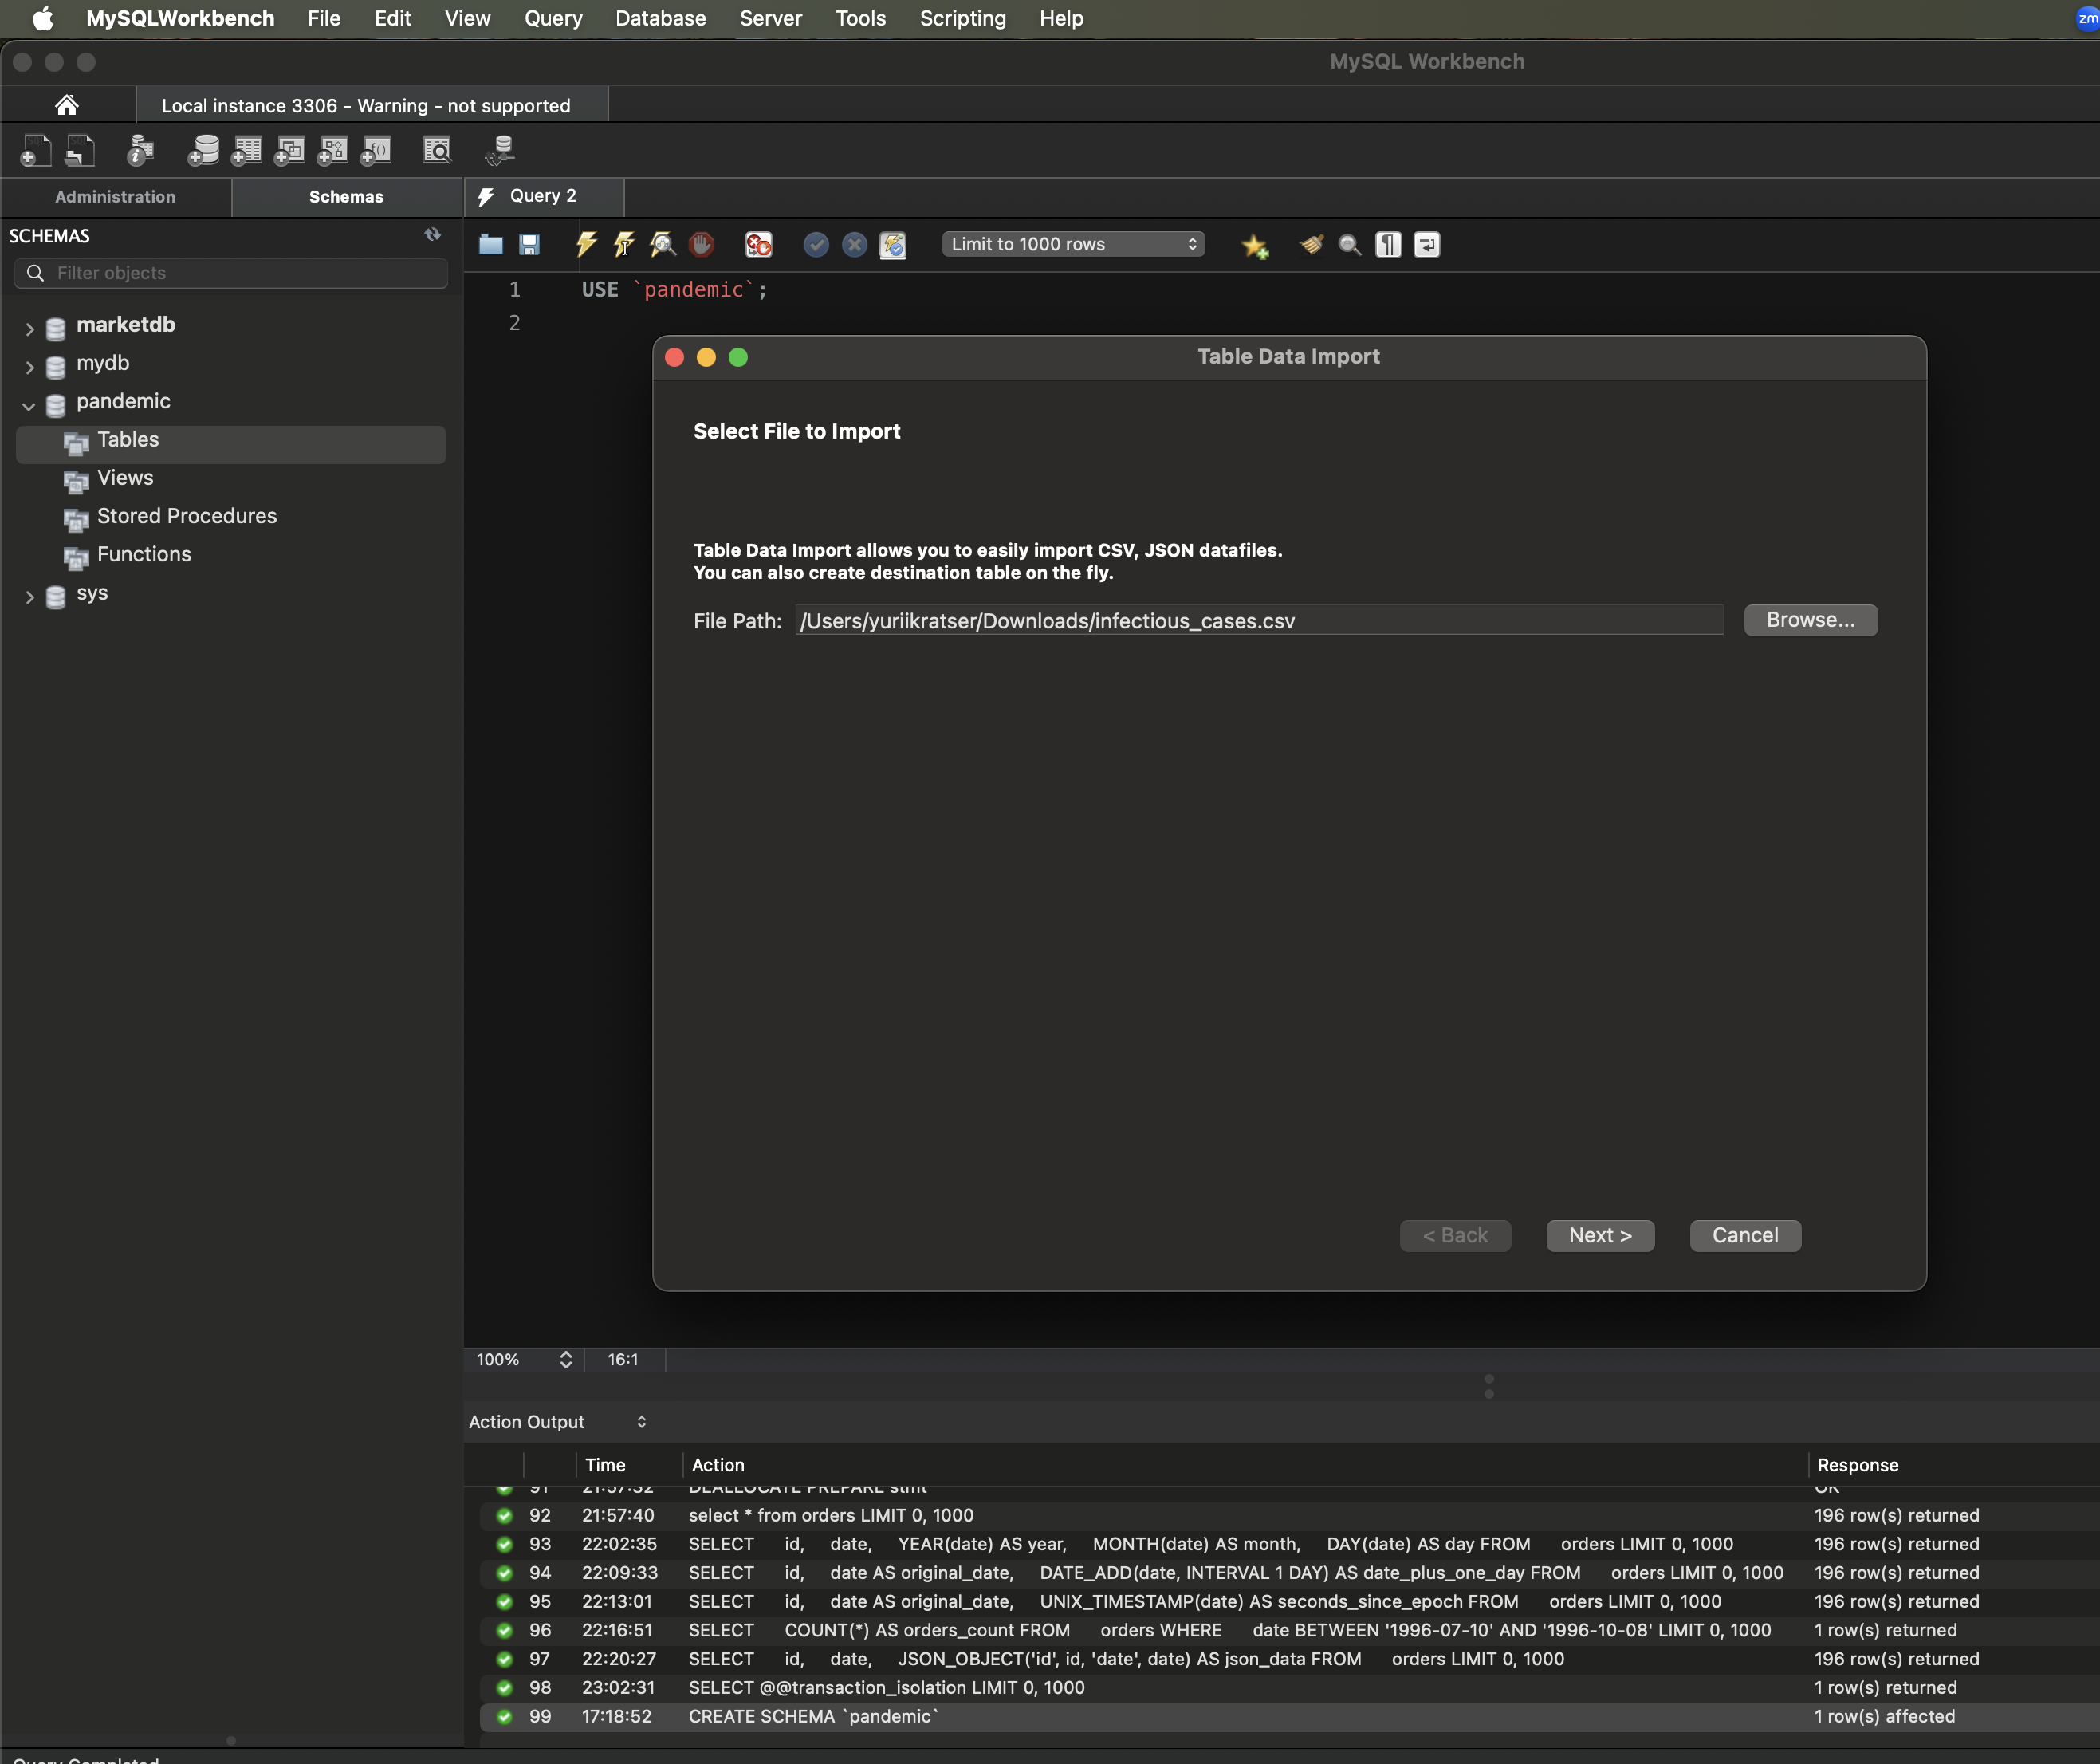 MySQLWorkbench File Edit View Query Database Server Tools Scripting Help
zm
MySQL Workbench
Local instance 3306 - Warning - not supported
Administration Schemas Query 2
SCHEMAS
Filter objects
Limit to 1000 rows
1 USE `pandemic`;
2
marketdb
mydb
pandemic
Tables
Views
Stored Procedures
Functions
sys
Table Data Import
Select File to Import
Table Data Import allows you to easily import CSV, JSON datafiles.
You can also create destination table on the fly.
File Path: /Users/yuriikratser/Downloads/infectious_cases.csv Browse...
< Back Next > Cancel
100% 16:1
Action Output
Time Action Response
91 21:57:32 DEALLOCATE PREPARE stmt OK
92 21:57:40 select * from orders LIMIT 0, 1000 196 row(s) returned
93 22:02:35 SELECT id, date, YEAR(date) AS year, MONTH(date) AS month, DAY(date) AS day FROM orders LIMIT 0, 1000 196 row(s) returned
94 22:09:33 SELECT id, date AS original_date, DATE_ADD(date, INTERVAL 1 DAY) AS date_plus_one_day FROM orders LIMIT 0, 1000 196 row(s) returned
95 22:13:01 SELECT id, date AS original_date, UNIX_TIMESTAMP(date) AS seconds_since_epoch FROM orders LIMIT 0, 1000 196 row(s) returned
96 22:16:51 SELECT COUNT(*) AS orders_count FROM orders WHERE date BETWEEN '1996-07-10' AND '1996-10-08' LIMIT 0, 1000 1 row(s) returned
97 22:20:27 SELECT id, date, JSON_OBJECT('id', id, 'date', date) AS json_data FROM orders LIMIT 0, 1000 196 row(s) returned
98 23:02:31 SELECT @@transaction_isolation LIMIT 0, 1000 1 row(s) returned
99 17:18:52 CREATE SCHEMA `pandemic` 1 row(s) affected
Query Completed